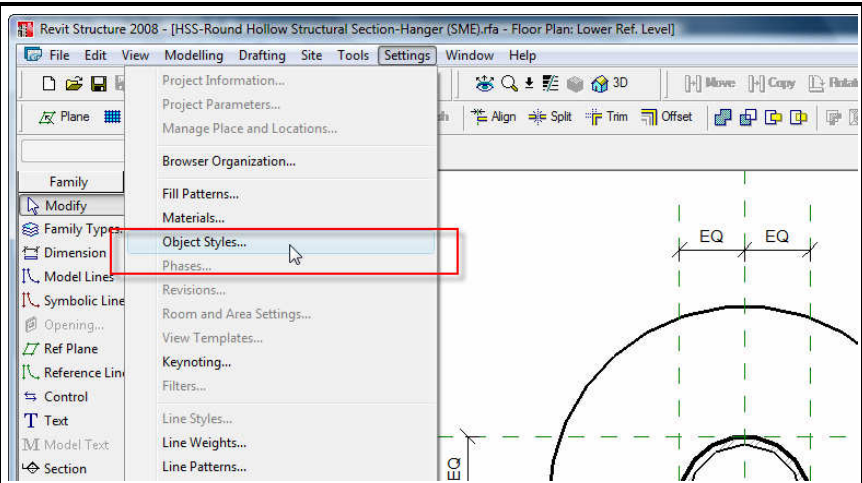 Revit Structure 2008 - [HSS-Round Hollow Structural Section-Hanger (SME).rfa - Floor Plan: Lower Ref. Level]
File Edit View Modelling Drafting Site Tools Settings Window Help
3D Move: Copy
Plane Align Split Trim Offset
Project Information...
Project Parameters...
Manage Place and Locations...
Browser Organization...
Fill Patterns...
Materials...
Object Styles...
Phases...
Revisions...
Room and Area Settings...
View Templates...
Keynoting...
Filters...
Line Styles...
Line Weights...
Line Patterns...
Family
Modify
Family Types.
Dimension
Model Lines
Symbolic Line
Opening...
Ref Plane
Reference Lin
Control
T Text
M Model Text
Section
EQ EQ
EQ